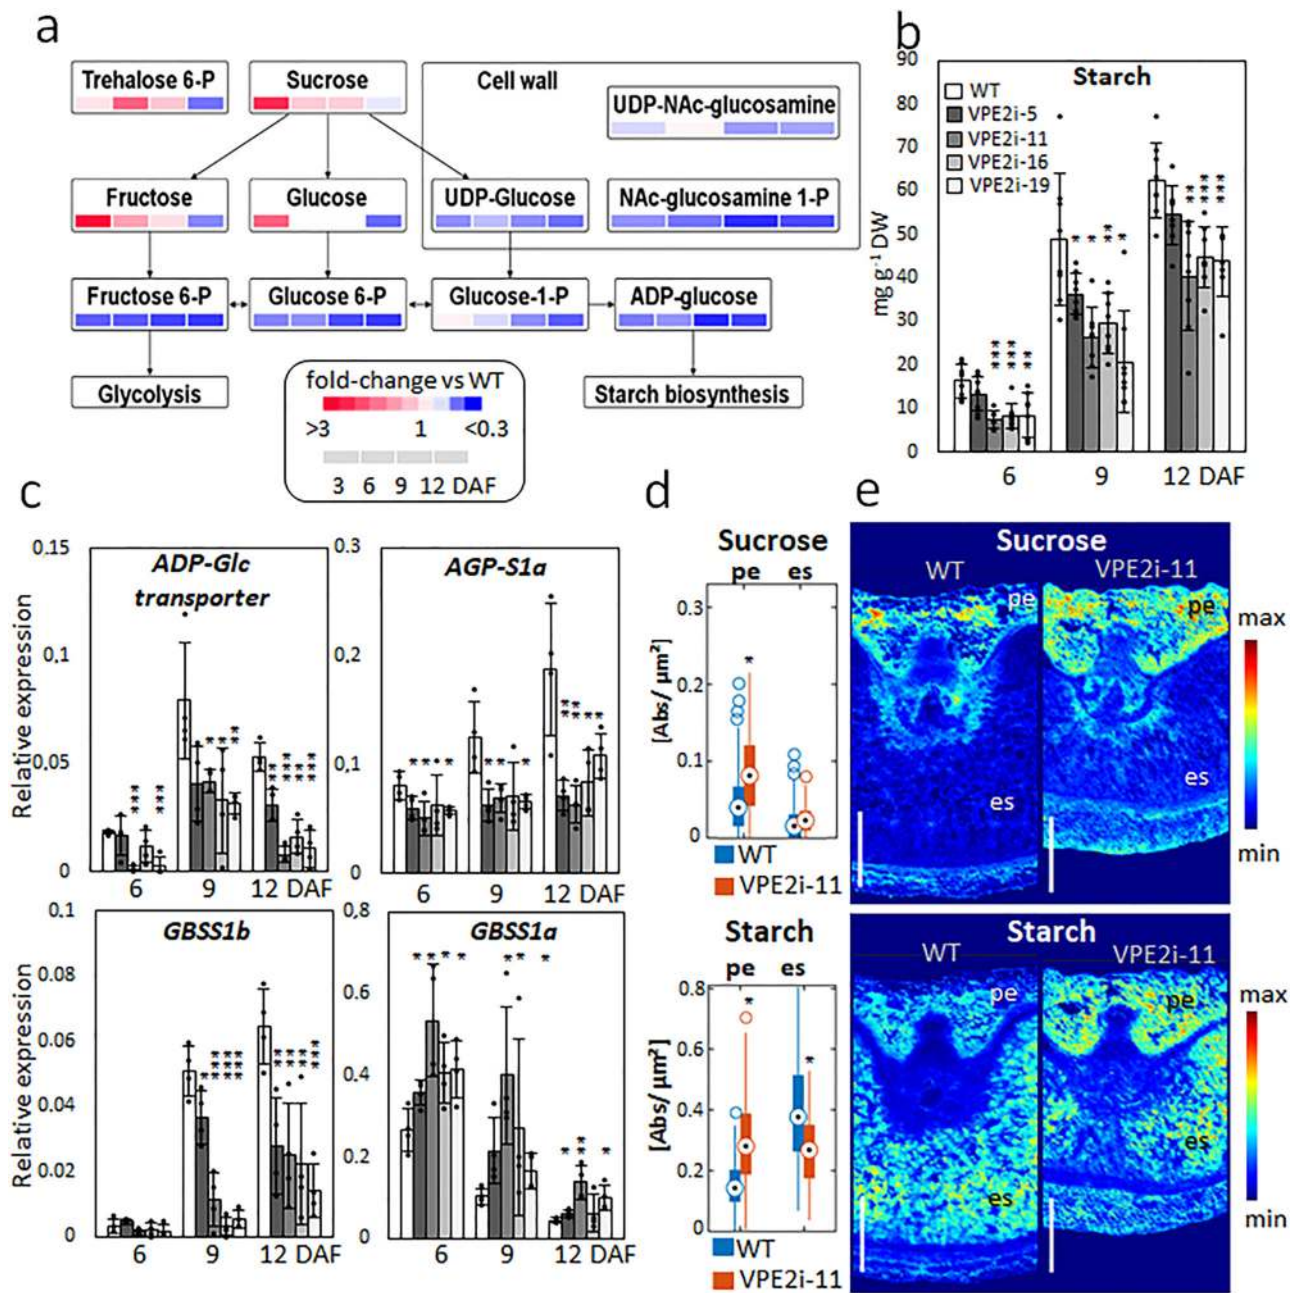 a
Trehalose 6-P
Sucrose
Cell wall
UDP-NAc-glucosamine
Fructose
Glucose
UDP-Glucose
NAc-glucosamine 1-P
Fructose 6-P
Glucose 6-P
Glucose-1-P
ADP-glucose
Glycolysis
Starch biosynthesis
fold-change vs WT
>3 1 <0.3
3 6 9 12 DAF
b
Starch
WT
VPE2i-5
VPE2i-11
VPE2i-16
VPE2i-19
mg g⁻¹ DW
90
80
70
60
50
40
30
20
10
0
*** *** **
* * ** *
** *** ***
6 9 12 DAF
c
ADP-Glc
transporter
Relative expression
0.15
0.1
0.05
0
*** ***
* * **
** *** ** **
6 9 12 DAF
AGP-S1a
0.3
0,2
0,1
0
* * *
* * *
** ** * *
6 9 12 DAF
GBSS1b
Relative expression
0.1
0.08
0.06
0.04
0.02
0
* *** *** ***
** ** ** ***
6 9 12 DAF
GBSS1a
0.8
0.6
0.4
0.2
0
* * * *
* * *
* ** *
6 9 12 DAF
d
Sucrose
pe es
[Abs/ µm²]
0.3
0.2
0.1
0
* *
WT
VPE2i-11
Starch
pe es
[Abs/ µm²]
0.8
0.6
0.4
0.2
0
* *
WT
VPE2i-11
e
Sucrose
WT VPE2i-11
pe pe
es es
max
min
Starch
WT VPE2i-11
pe pe
es es
max
min